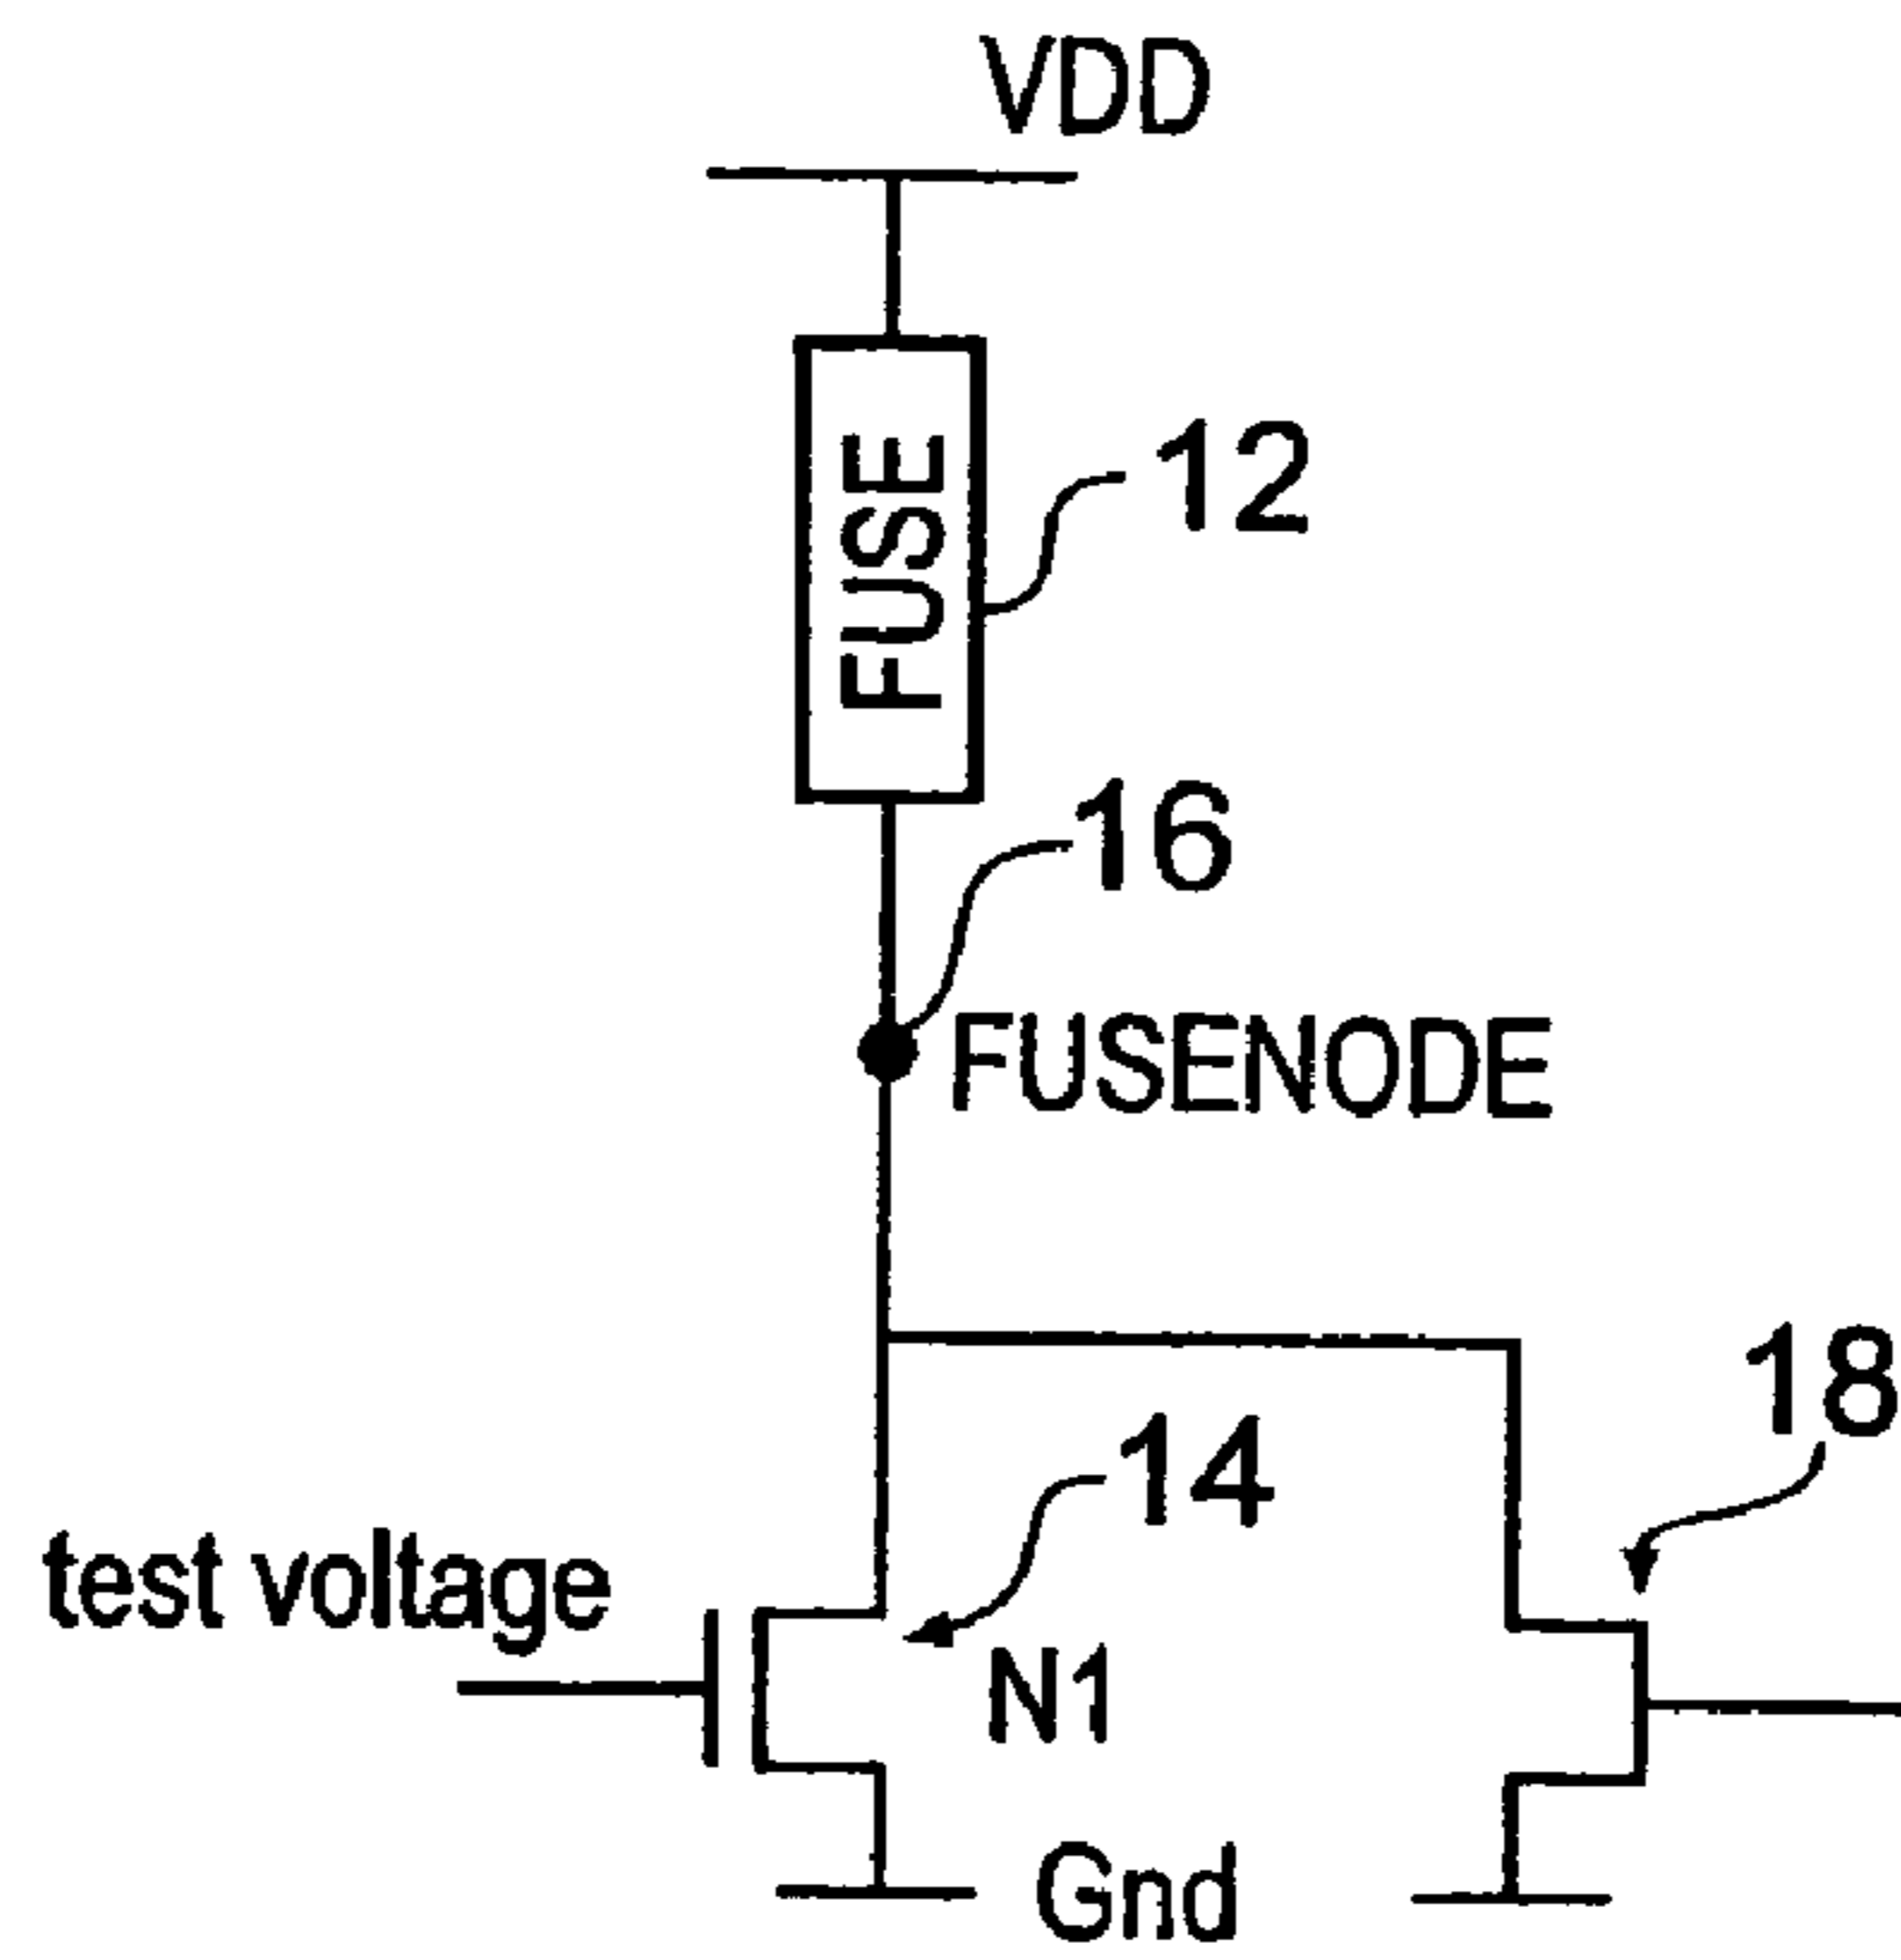 VDD
FUSE
12
16
FUSENODE
18
14
test voltage
N1
Gnd